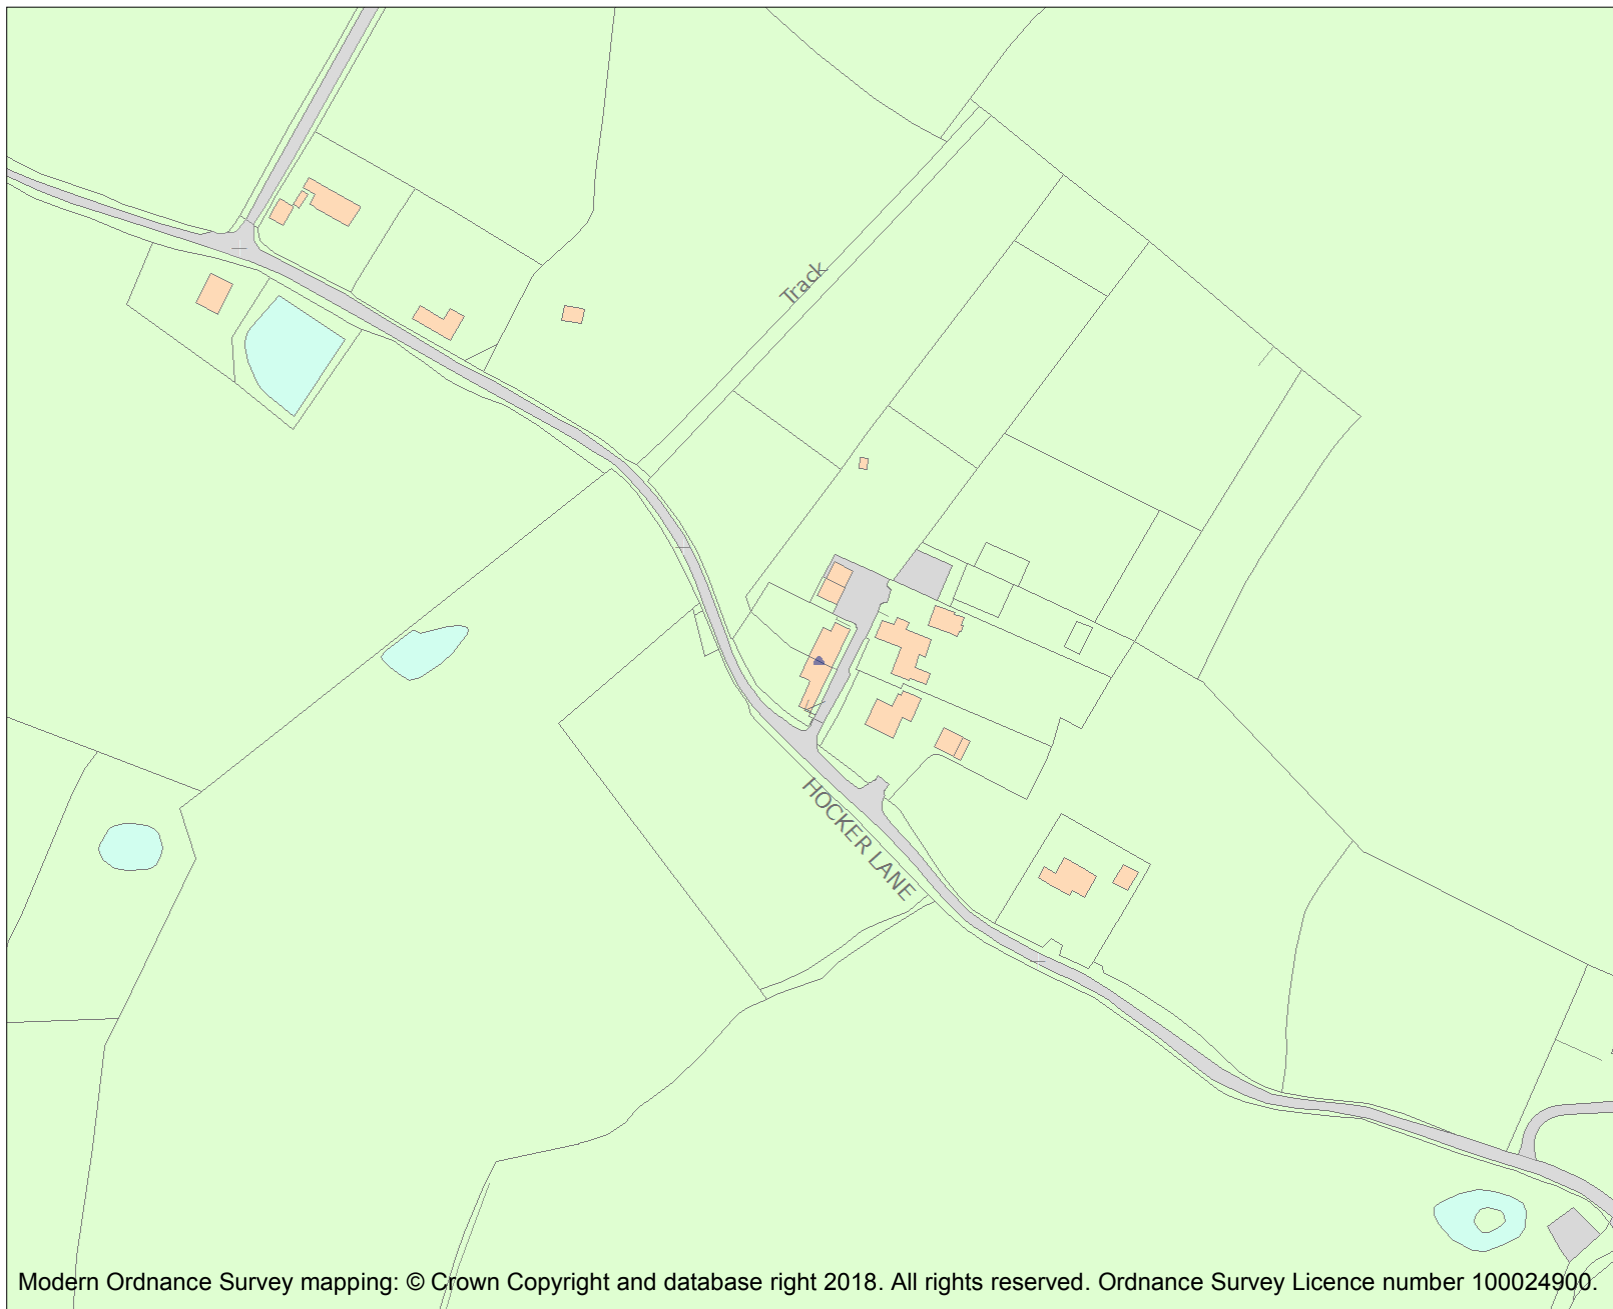 Track
HOCKER LANE
Modern Ordnance Survey mapping: © Crown Copyright and database right 2018. All rights reserved. Ordnance Survey Licence number 100024900.